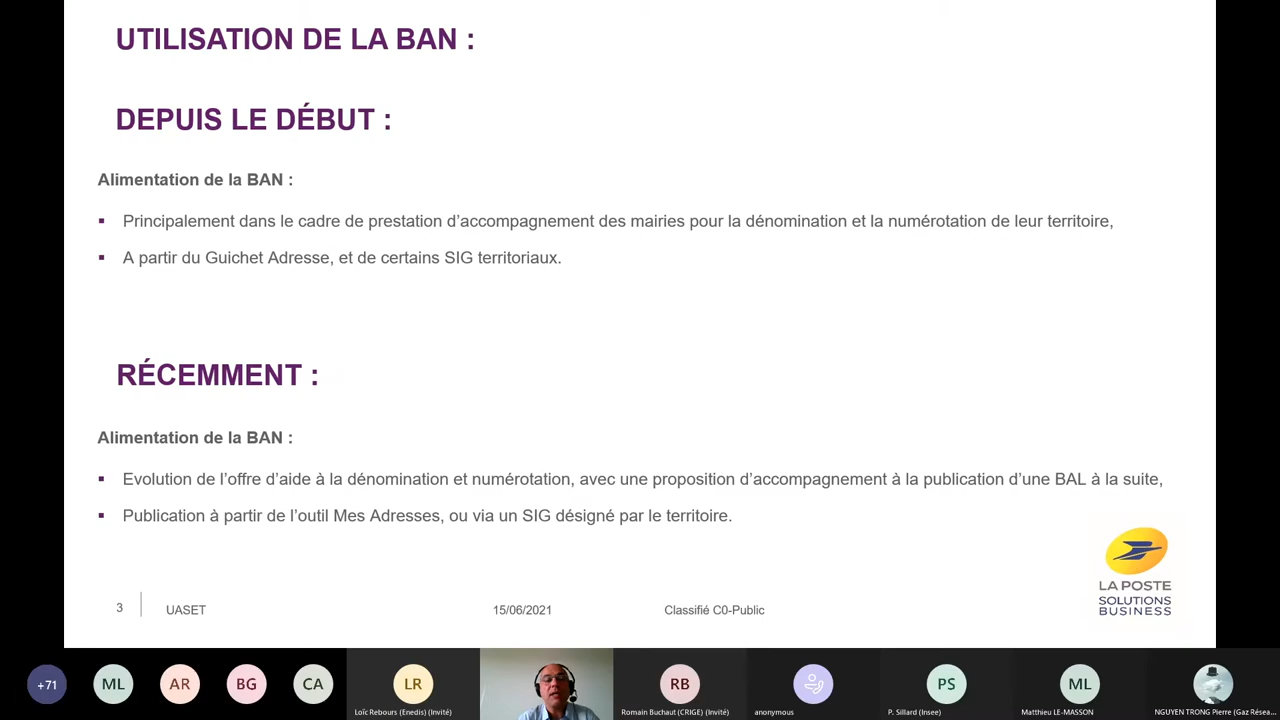 UTILISATION DE LA BAN :
DEPUIS LE DÉBUT :
Alimentation de la BAN :
▪ Principalement dans le cadre de prestation d’accompagnement des mairies pour la dénomination et la numérotation de leur territoire,
▪ A partir du Guichet Adresse, et de certains SIG territoriaux.
RÉCEMMENT :
Alimentation de la BAN :
▪ Evolution de l’offre d’aide à la dénomination et numérotation, avec une proposition d’accompagnement à la publication d’une BAL à la suite,
▪ Publication à partir de l’outil Mes Adresses, ou via un SIG désigné par le territoire.
LA POSTE
SOLUTIONS
BUSINESS
3 UASET 15/06/2021 Classifié C0-Public
+71 ML AR BG CA LR RB PS ML
Loïc Rebours (Enedis) (Invité) Romain Buchaut (CRIGE) (Invité) anonymous P. Sillard (Insee) Matthieu LE-MASSON NGUYEN TRONG Pierre (Gaz Résea...